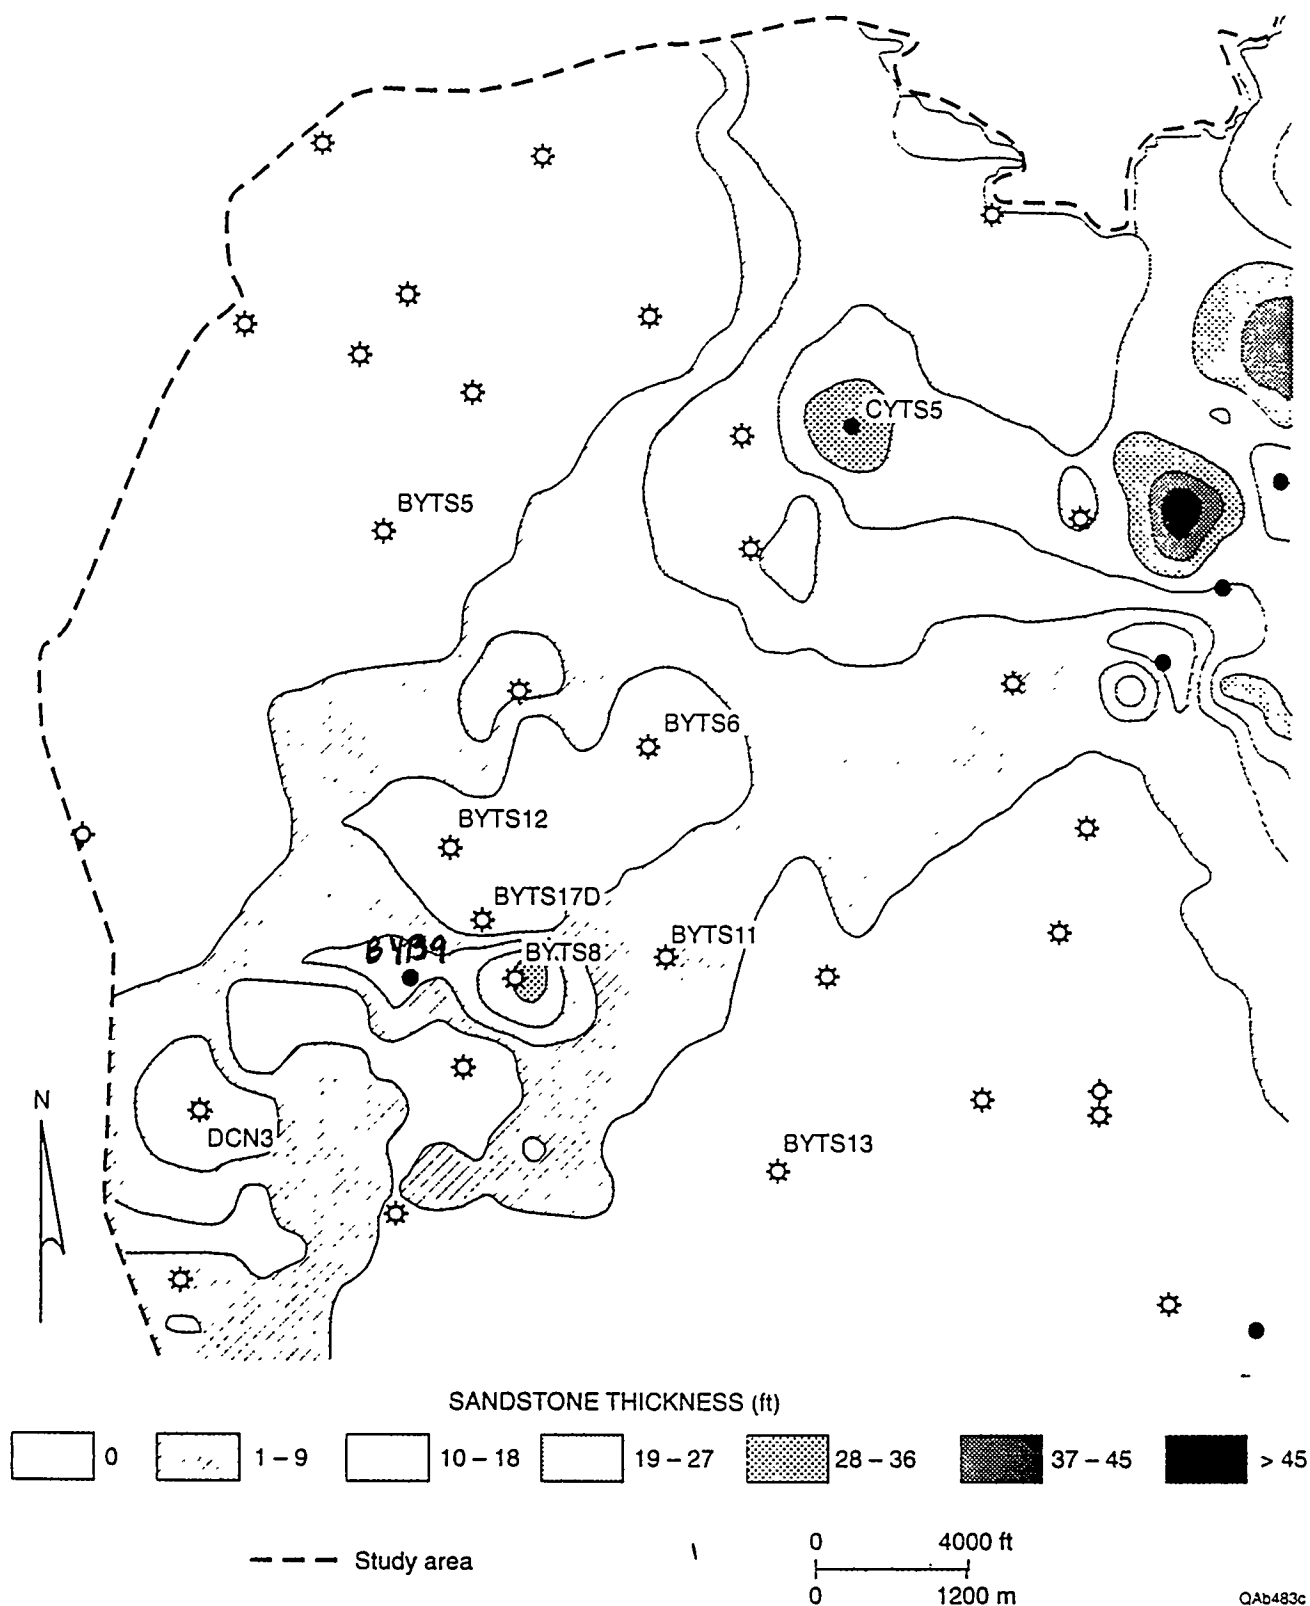 CYTS5
BYTS5
BYTS6
BYTS12
BYTS17D
BYTS11
BYB9
BYTS8
N
DCN3
BYTS13
SANDSTONE THICKNESS (ft)
0 1 – 9 10 – 18 19 – 27 28 – 36 37 – 45 > 45
Study area
0 4000 ft
0 1200 m
QAb483c